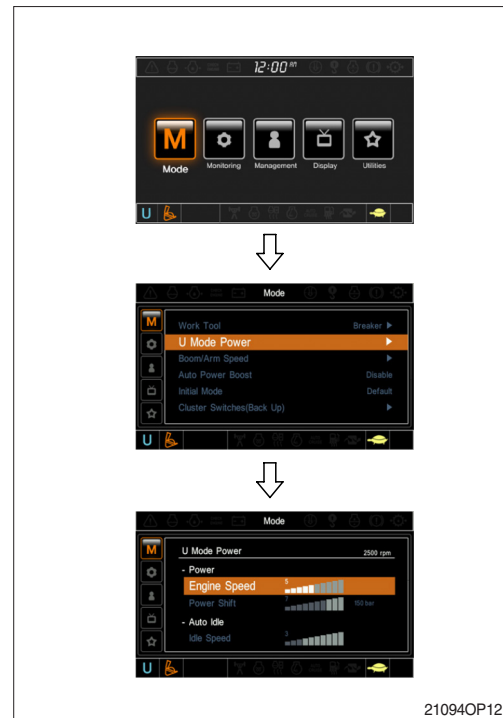 12:00 AM
M
Mode
Monitoring
Management
Display
Utilities
U
Mode
M
Work Tool Breaker ▶
U Mode Power ▶
Boom/Arm Speed ▶
Auto Power Boost Disable
Initial Mode Default
Cluster Switches(Back Up) ▶
U
Mode
M
U Mode Power 2500 rpm
- Power
Engine Speed 5
Power Shift 7 150 bar
- Auto Idle
Idle Speed 3
U
21094OP12